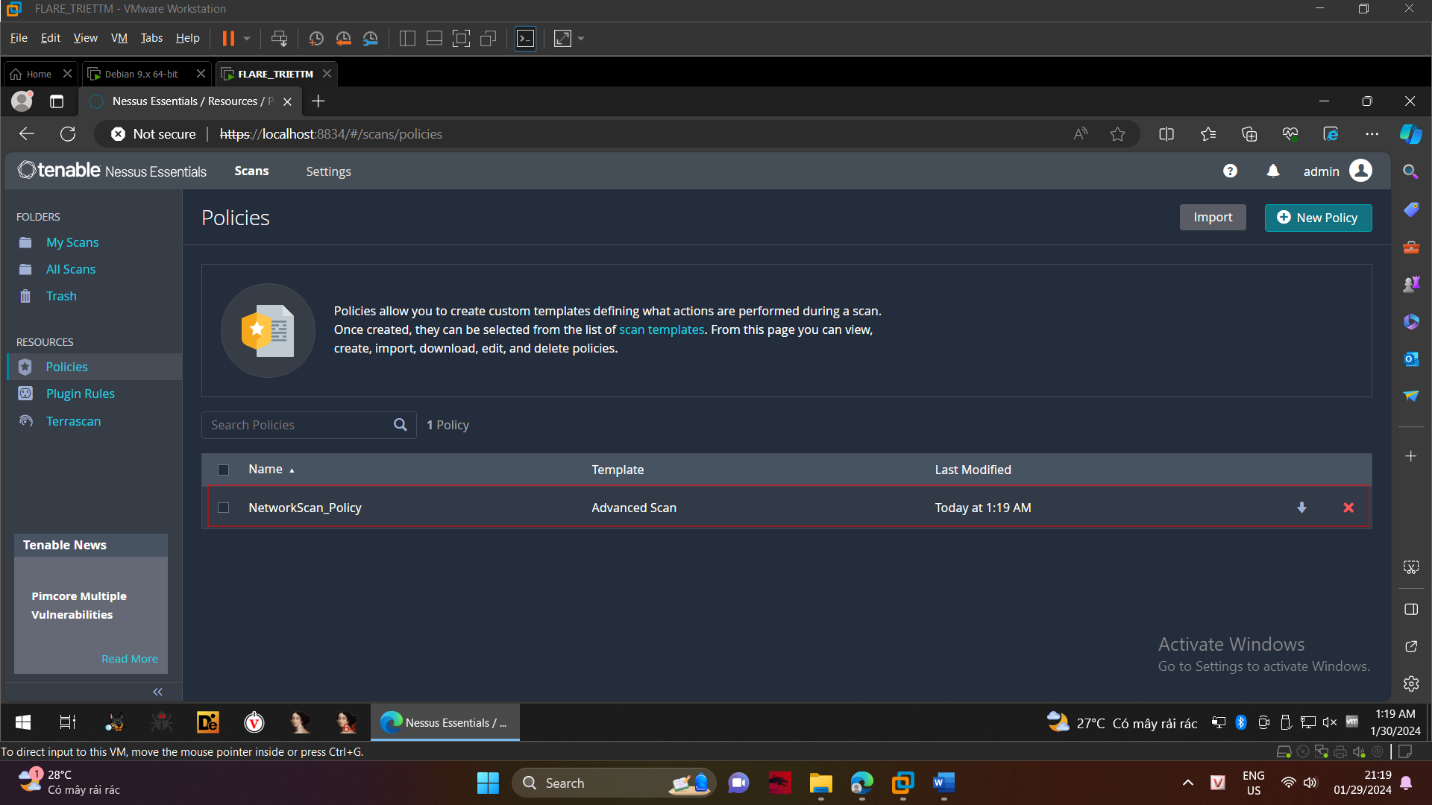 FLARE_TRIETTM - VMware Workstation
File Edit View VM Tabs Help
Home Debian 9.x 64-bit FLARE_TRIETTM
Nessus Essentials / Resources / P
Not secure https://localhost:8834/#/scans/policies
tenable Nessus Essentials Scans Settings admin
FOLDERS
My Scans
All Scans
Trash
RESOURCES
Policies
Plugin Rules
Terrascan
Tenable News
Pimcore Multiple
Vulnerabilities
Read More
Policies
Import New Policy
Policies allow you to create custom templates defining what actions are performed during a scan.
Once created, they can be selected from the list of scan templates. From this page you can view,
create, import, download, edit, and delete policies.
Search Policies 1 Policy
Name Template Last Modified
NetworkScan_Policy Advanced Scan Today at 1:19 AM
Activate Windows
Go to Settings to activate Windows.
Nessus Essentials / ... 27°C Có mây rải rác 1:19 AM
1/30/2024
To direct input to this VM, move the mouse pointer inside or press Ctrl+G.
1 28°C
Có mây rải rác
Search
ENG
US
21:19
01/29/2024